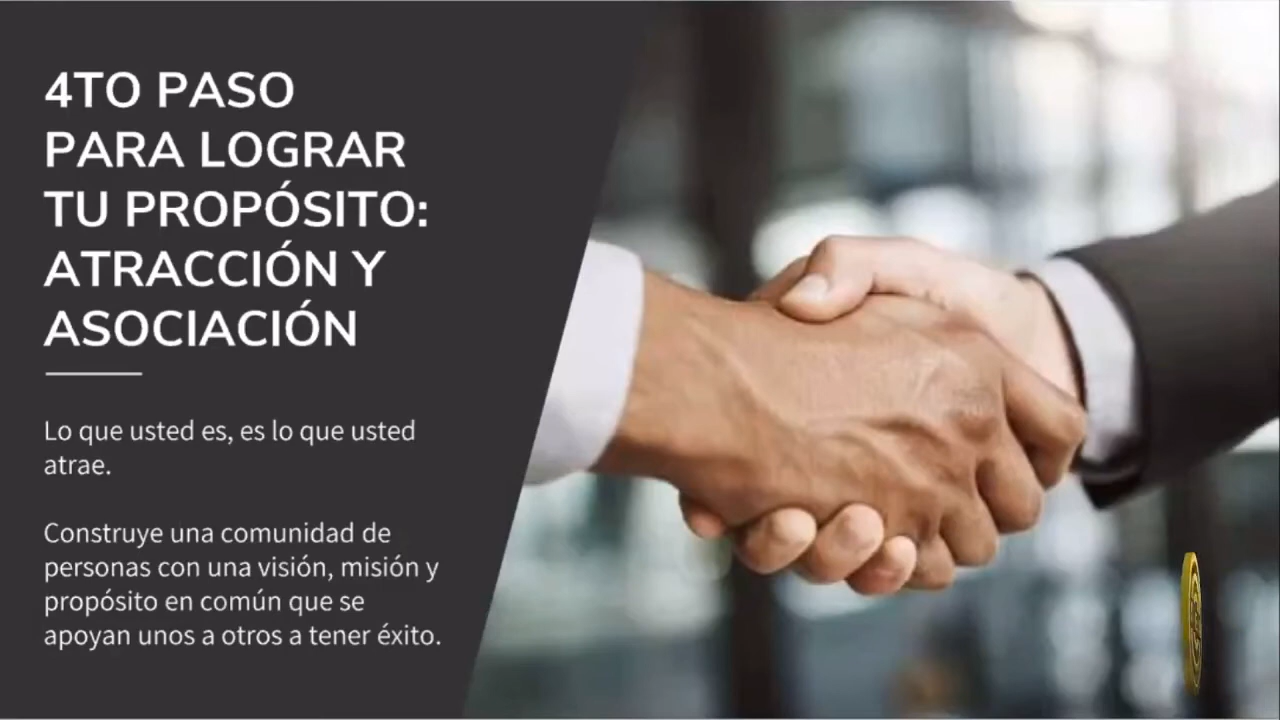 4TO PASO
PARA LOGRAR
TU PROPÓSITO:
ATRACCIÓN Y
ASOCIACIÓN
Lo que usted es, es lo que usted
atrae.
Construye una comunidad de
personas con una visión, misión y
propósito en común que se
apoyan unos a otros a tener éxito.